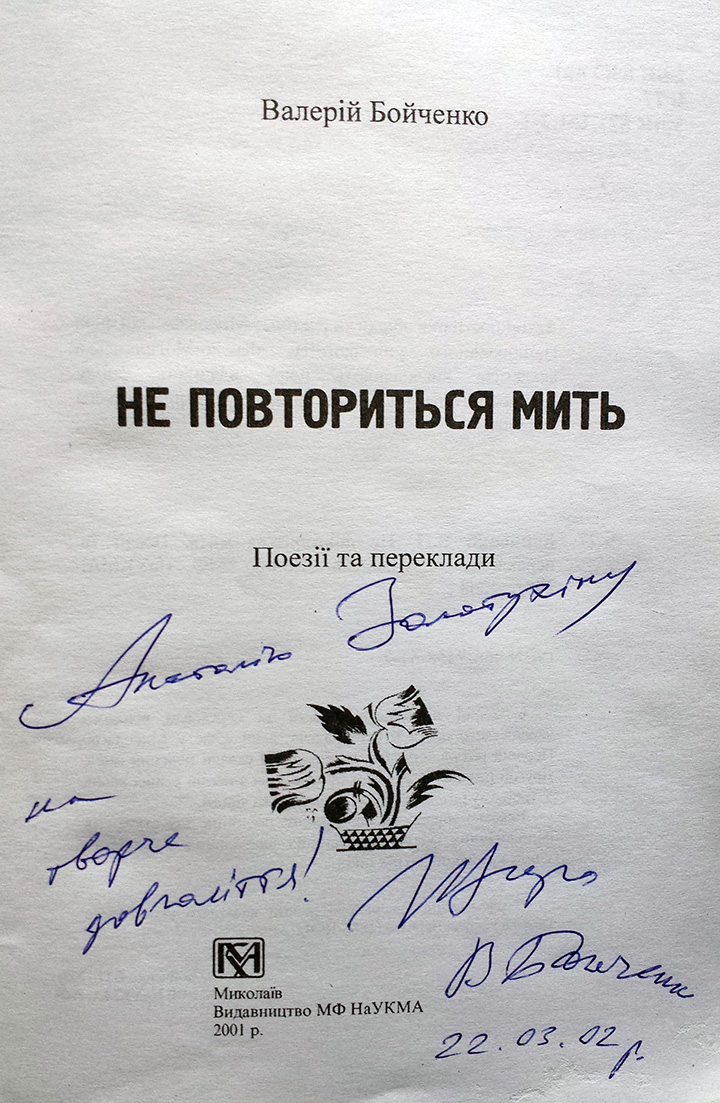 Валерій Бойченко
НЕ ПОВТОРИТЬСЯ МИТЬ
Поезії та переклади
Анатолію Золотухіну
на
творче
довголіття!
Щиро
В Бойченко
Миколаїв
Видавництво МФ НаУКМА
2001 р.
22.03.02 р.